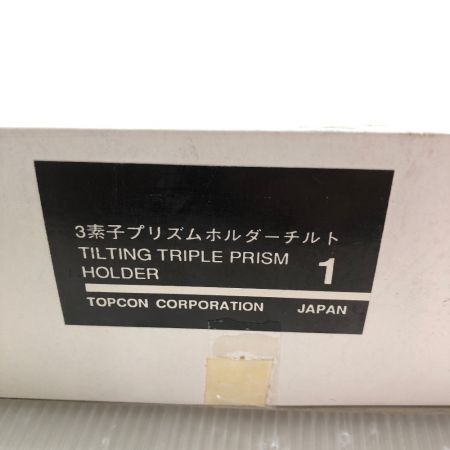 3素子プリズムホルダーチルト
TILTING TRIPLE PRISM
HOLDER 1
TOPCON CORPORATION JAPAN